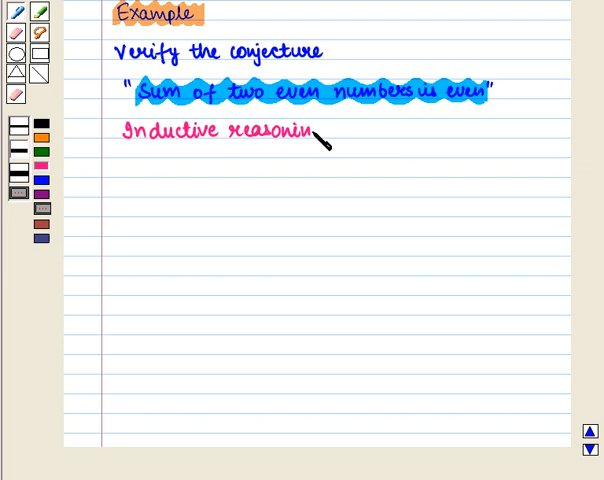 Example
Verify the conjecture
"Sum of two even numbers is even"
Inductive reasonin